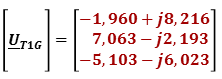 [U_T1G] = [−1,960 + j8,216
7,063 − j2,193
−5,103 − j6,023]